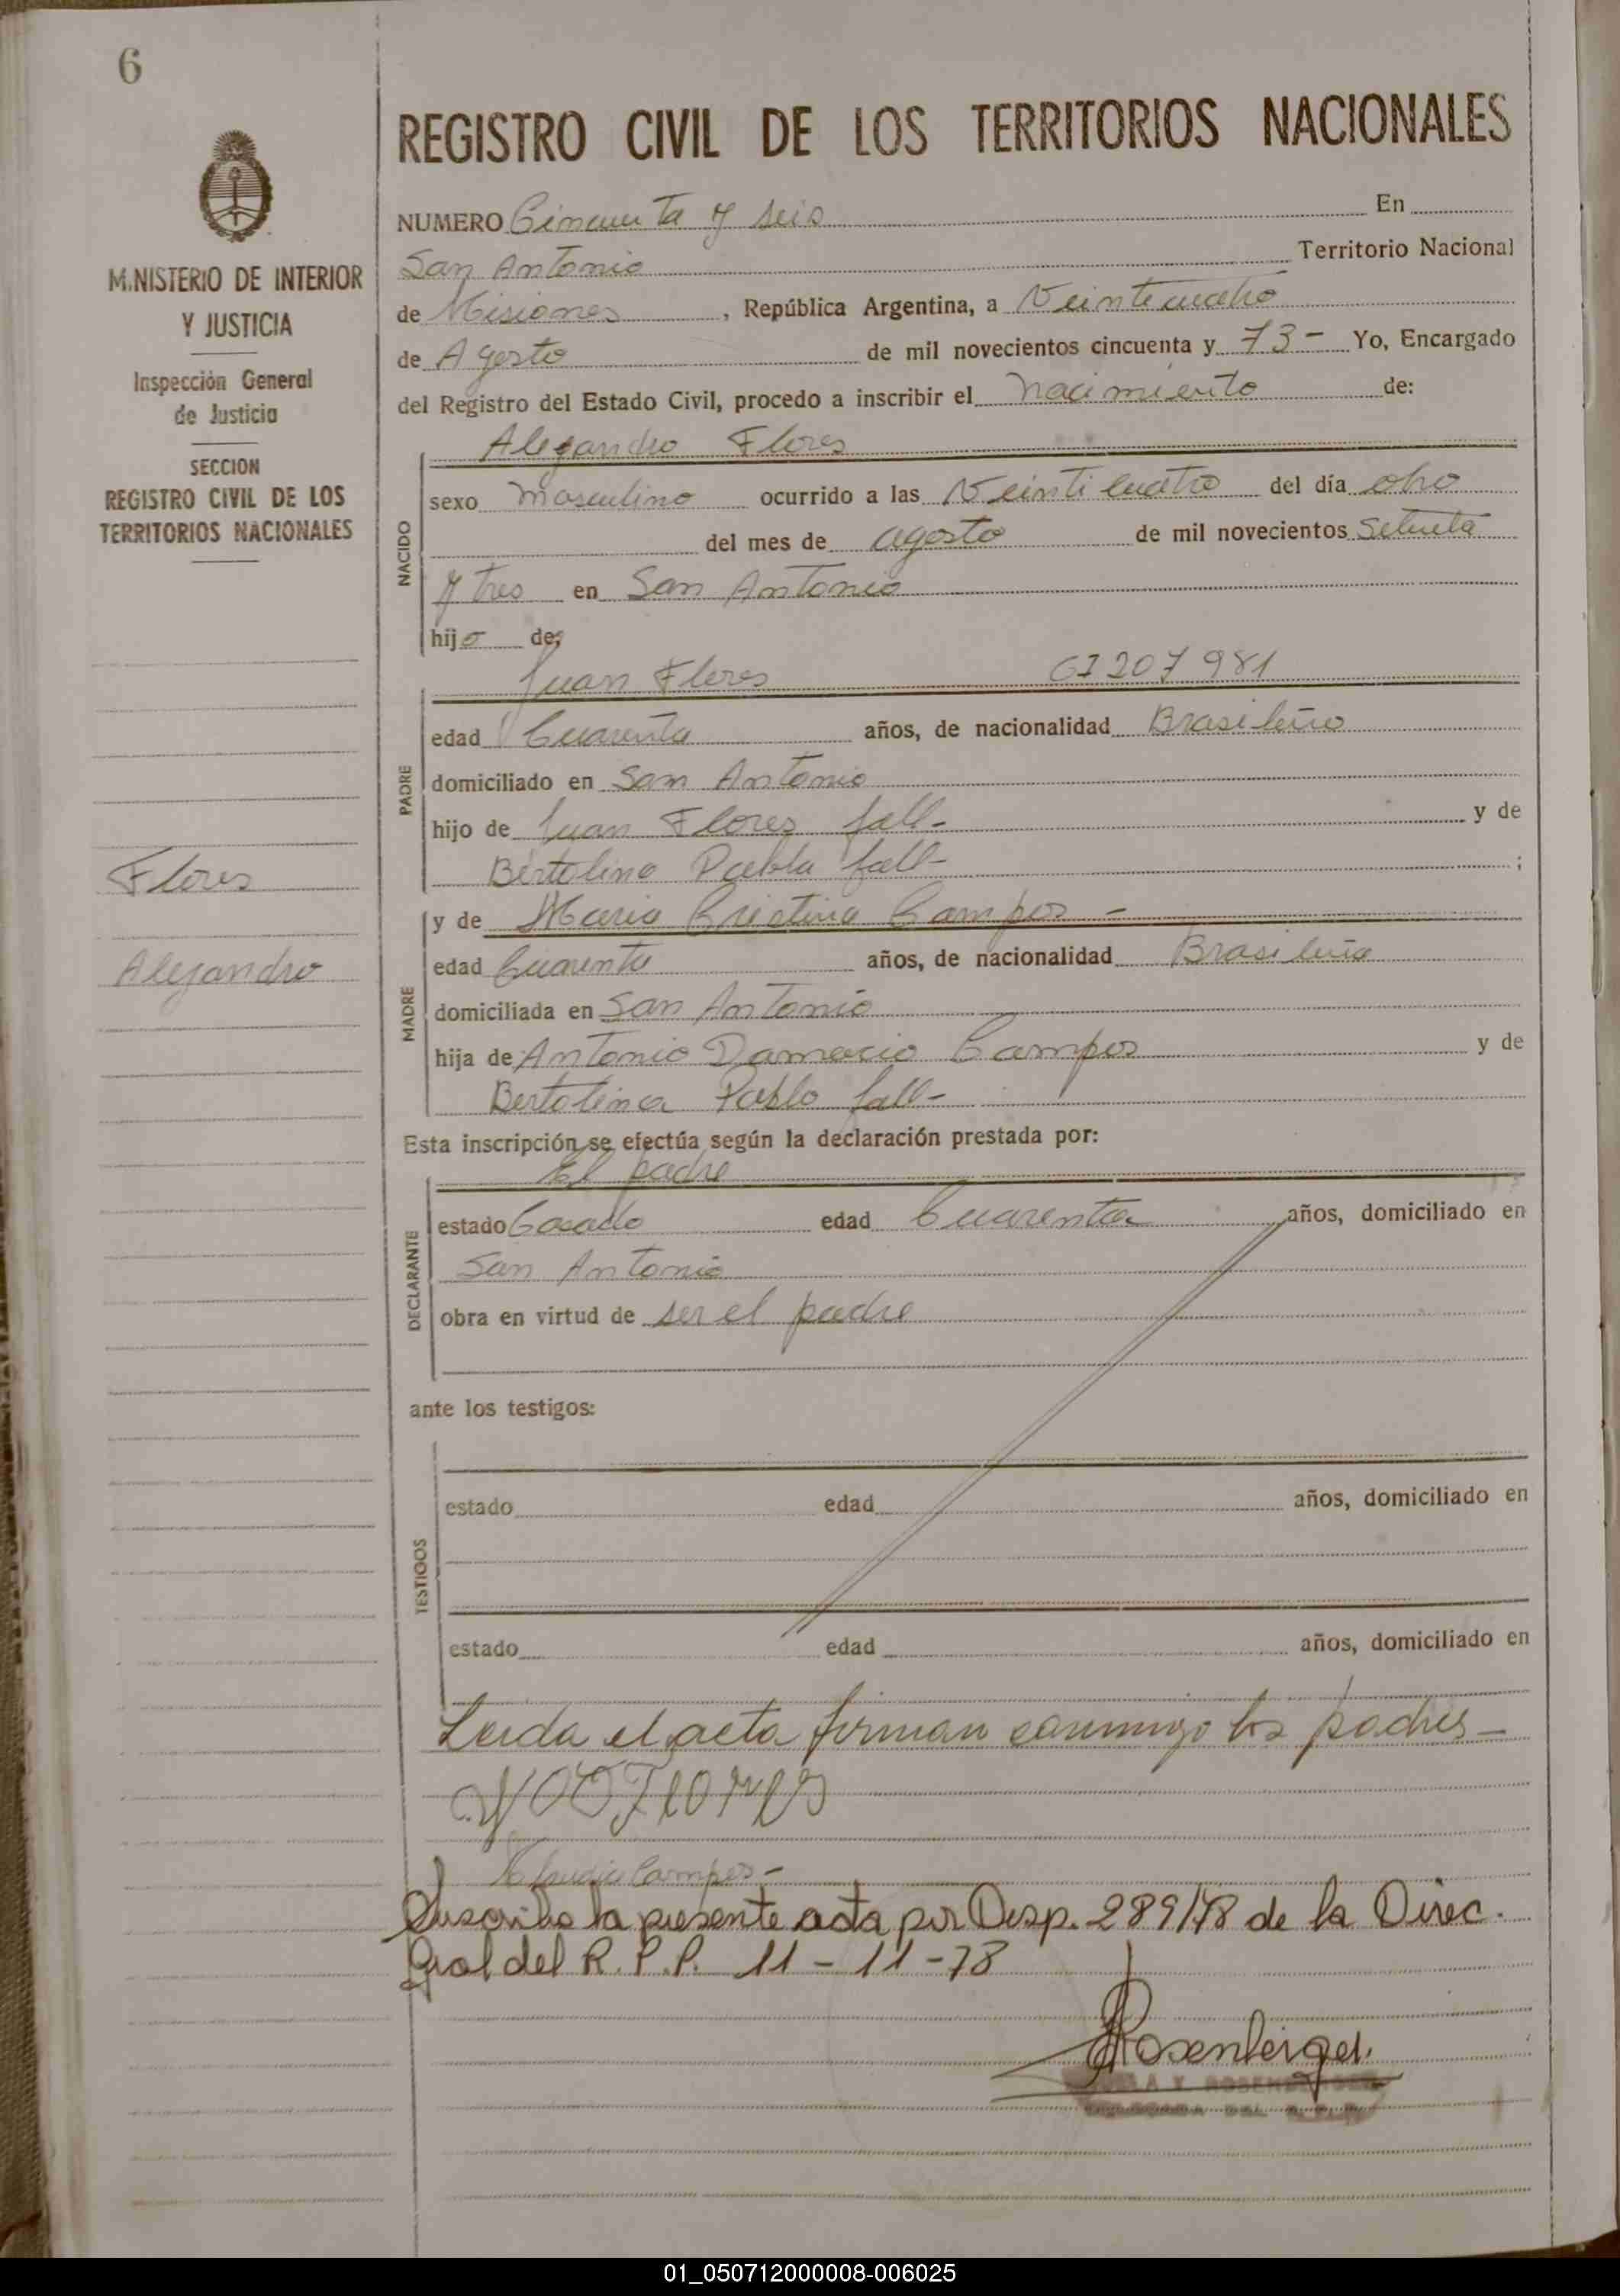 6
M.NISTERIO DE INTERIOR
Y JUSTICIA
Inspección General
de Justicia
SECCION
REGISTRO CIVIL DE LOS
TERRITORIOS NACIONALES
Flores
Alejandro
REGISTRO CIVIL DE LOS TERRITORIOS NACIONALES
NUMERO Cincuenta y seis En
San Antonio Territorio Nacional
de Misiones, República Argentina, a Veinticuatro
de Agosto de mil novecientos cincuenta y 73- Yo, Encargado
del Registro del Estado Civil, procedo a inscribir el nacimiento de:
Alejandro Flores
NACIDO
sexo masculino ocurrido a las Veinticuatro del día ocho
del mes de agosto de mil novecientos setenta
y tres en San Antonio
hijo de;
Juan Flores 07207981
PADRE
edad Cuarenta años, de nacionalidad Brasileño
domiciliado en San Antonio
hijo de Juan Flores fall- y de
Bertolina Pabla fall- ;
MADRE
y de Maria Cristina Campos -
edad Cuarenta años, de nacionalidad Brasileña
domiciliada en San Antonio
hija de Antonio Damacio Campos y de
Bertolina Pablo fall-
Esta inscripción se efectúa según la declaración prestada por:
El padre
DECLARANTE
estado Casado edad Cuarenta años, domiciliado en
San Antonio
obra en virtud de ser el padre
ante los testigos:
TESTIGOS
estado edad años, domiciliado en
estado edad años, domiciliado en
Leida el acta firman conmigo los padres-
Flores
Campos-
Suscribo la presente acta por Desp. 289/78 de la Direc.
Gral del R.P.P. 11-11-78
Rosenberger.
01_050712000008-006025